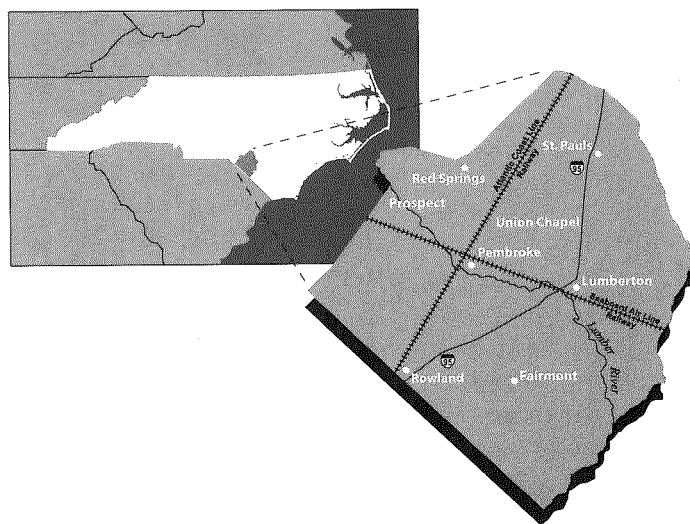 Atlantic Coast Line
Railway
St. Pauls
95
Red Springs
Prospect
Union Chapel
Pembroke
Lumberton
Seaboard Air Line
Railway
Lumber River
95
Rowland
Fairmont